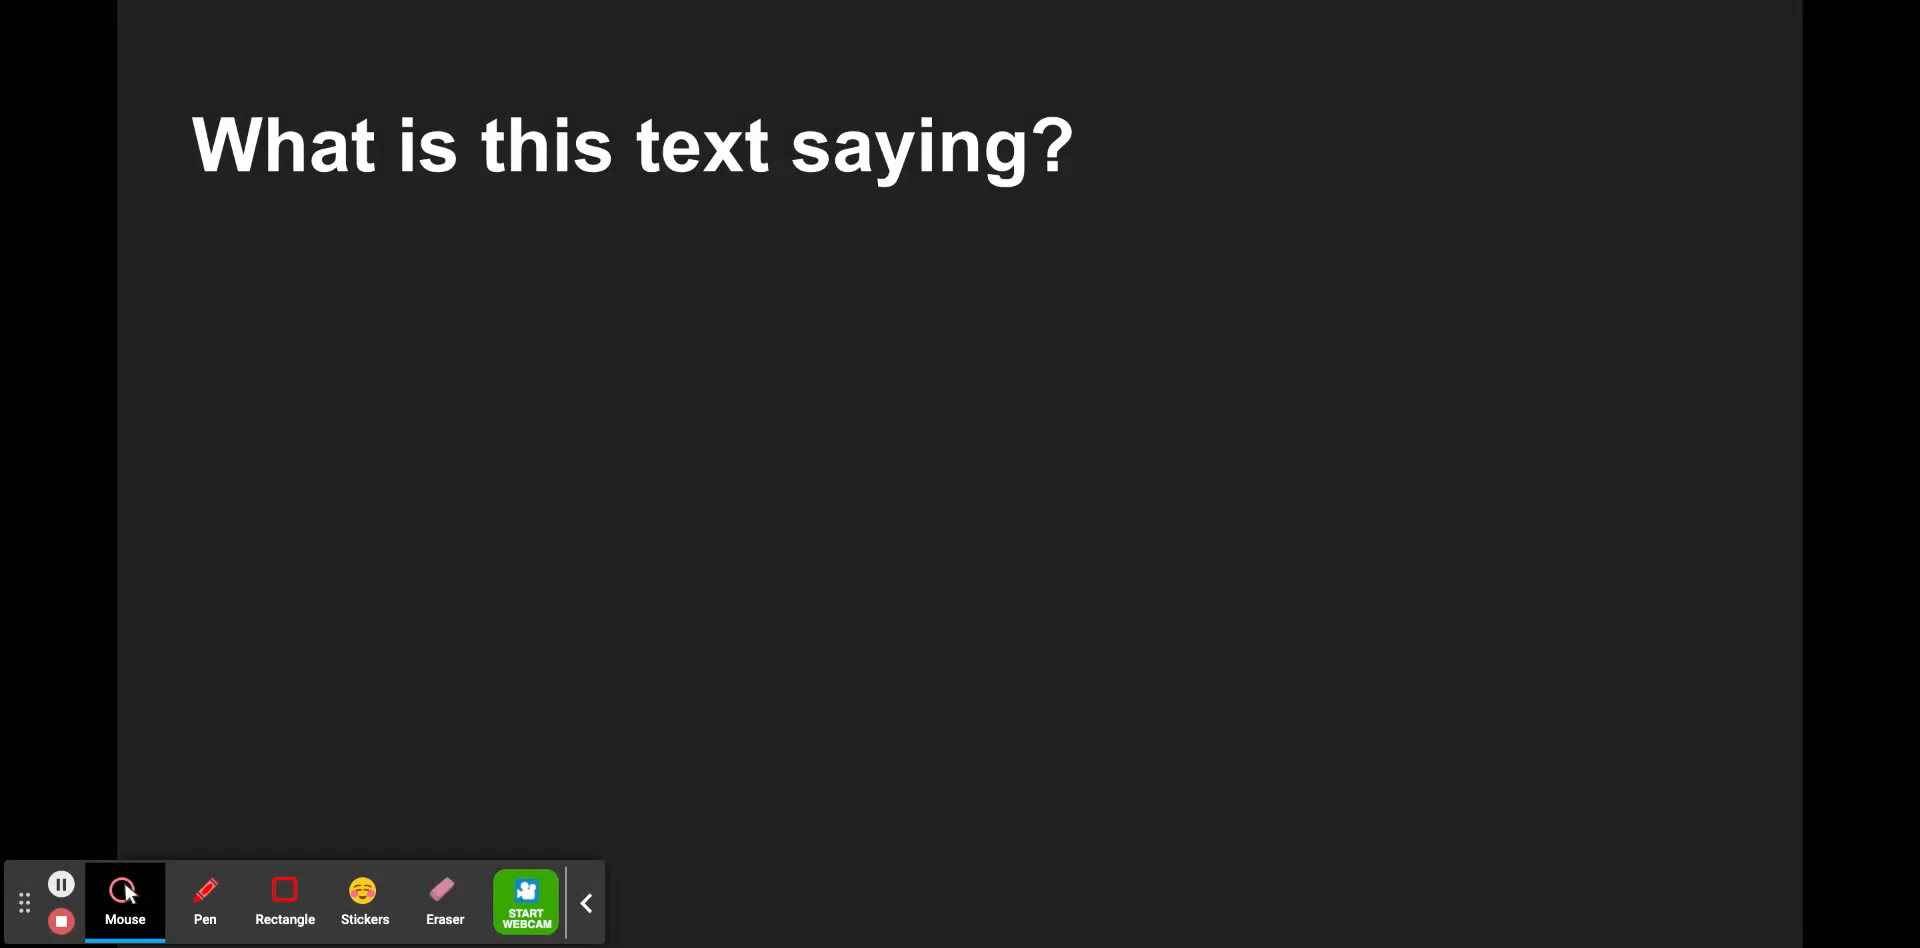 What is this text saying?
Mouse
Pen
Rectangle
Stickers
Eraser
START
WEBCAM